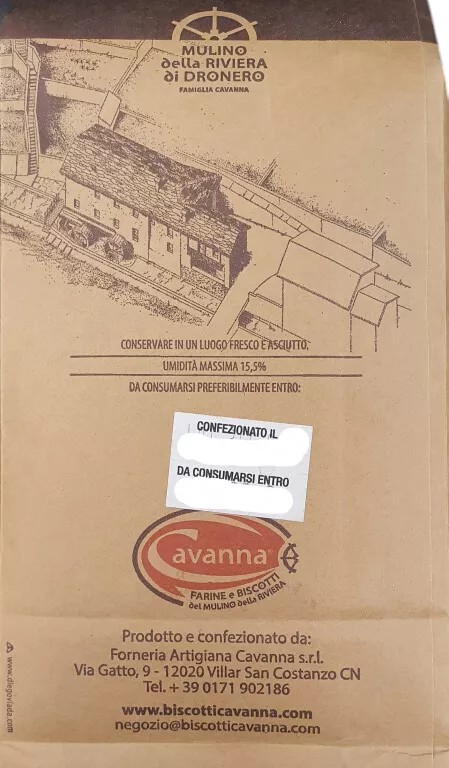 MULINO
della RIVIERA
di DRONERO
FAMIGLIA CAVANNA
CONSERVARE IN UN LUOGO FRESCO E ASCIUTTO.
UMIDITÀ MASSIMA 15,5%
DA CONSUMARSI PREFERIBILMENTE ENTRO:
CONFEZIONATO IL
DA CONSUMARSI ENTRO
Cavanna®
FARINE e BISCOTTI
del MULINO della RIVIERA
Prodotto e confezionato da:
Forneria Artigiana Cavanna s.r.l.
Via Gatto, 9 - 12020 Villar San Costanzo CN
Tel. + 39 0171 902186
www.biscotticavanna.com
negozio@biscotticavanna.com
www.diegoviada.com